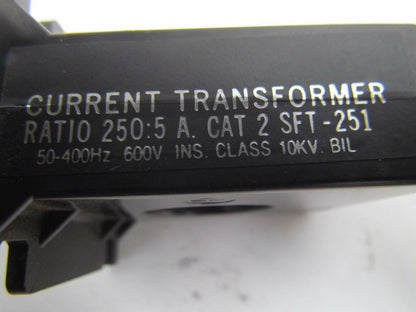 CURRENT TRANSFORMER
RATIO 250:5 A. CAT 2 SFT-251
50-400Hz 600V. INS. CLASS 10KV. BIL